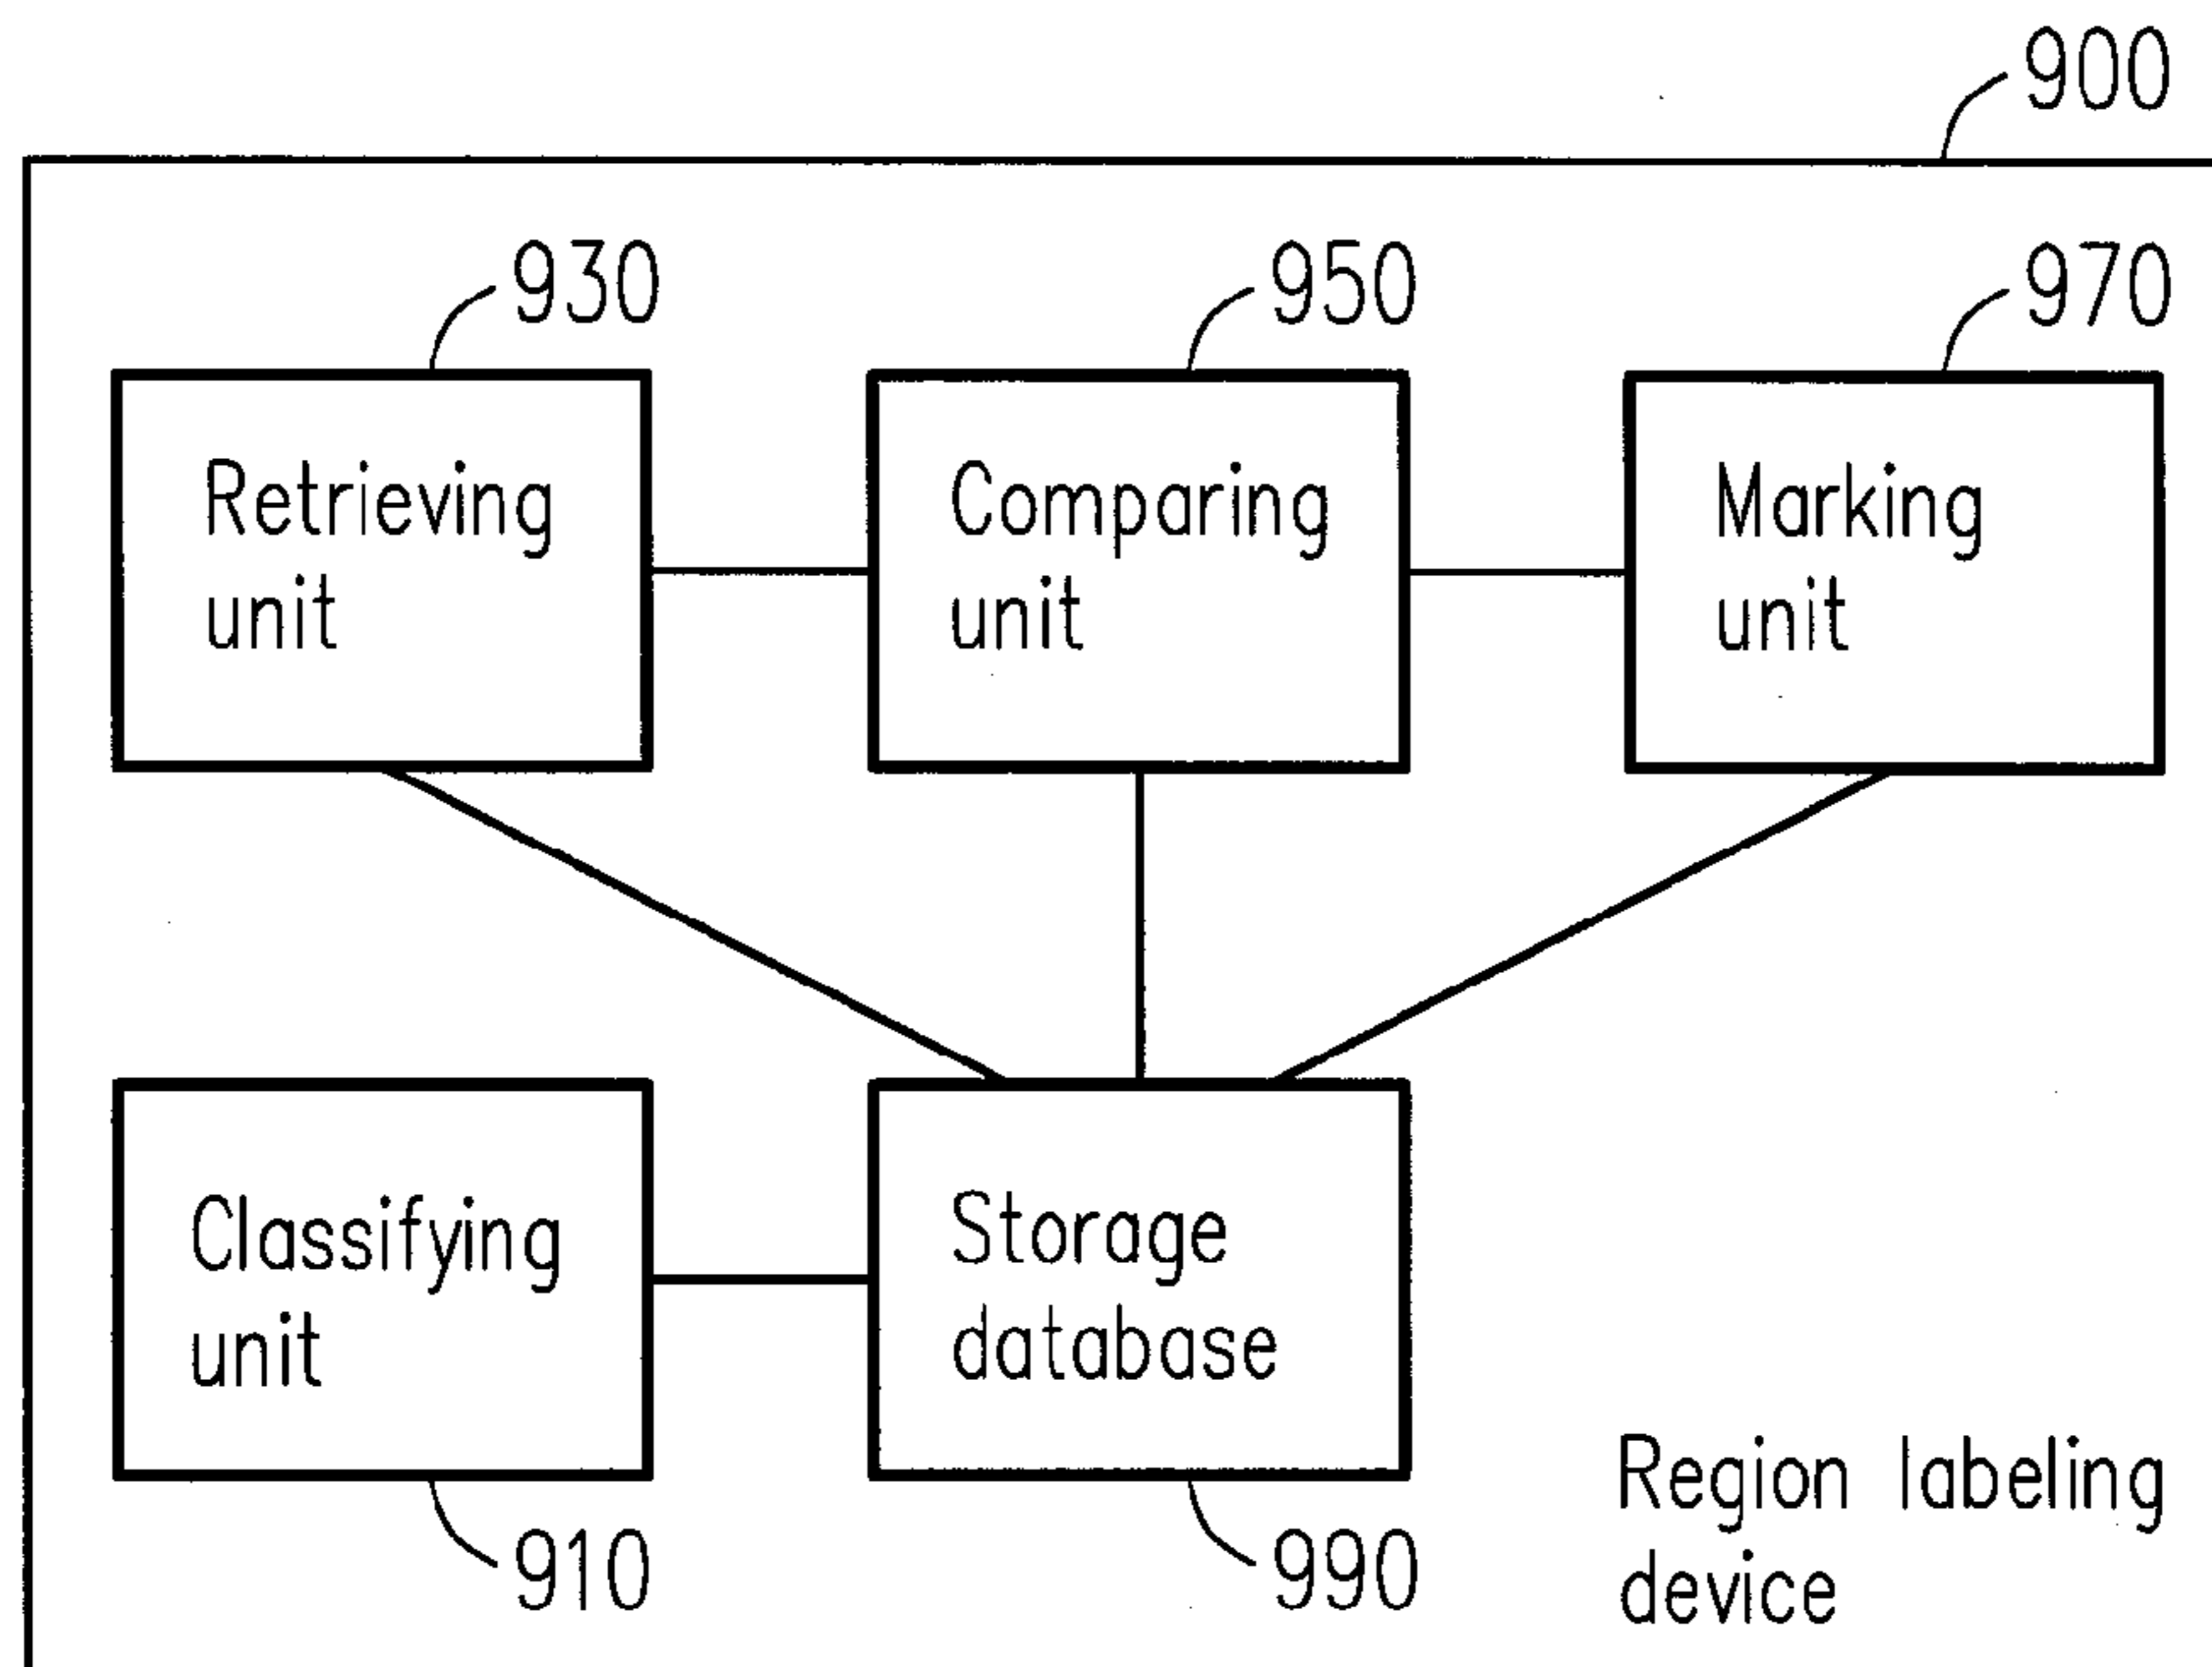 900
930
950
970
Retrieving
unit
Comparing
unit
Marking
unit
Classifying
unit
Storage
database
Region labeling
device
910
990